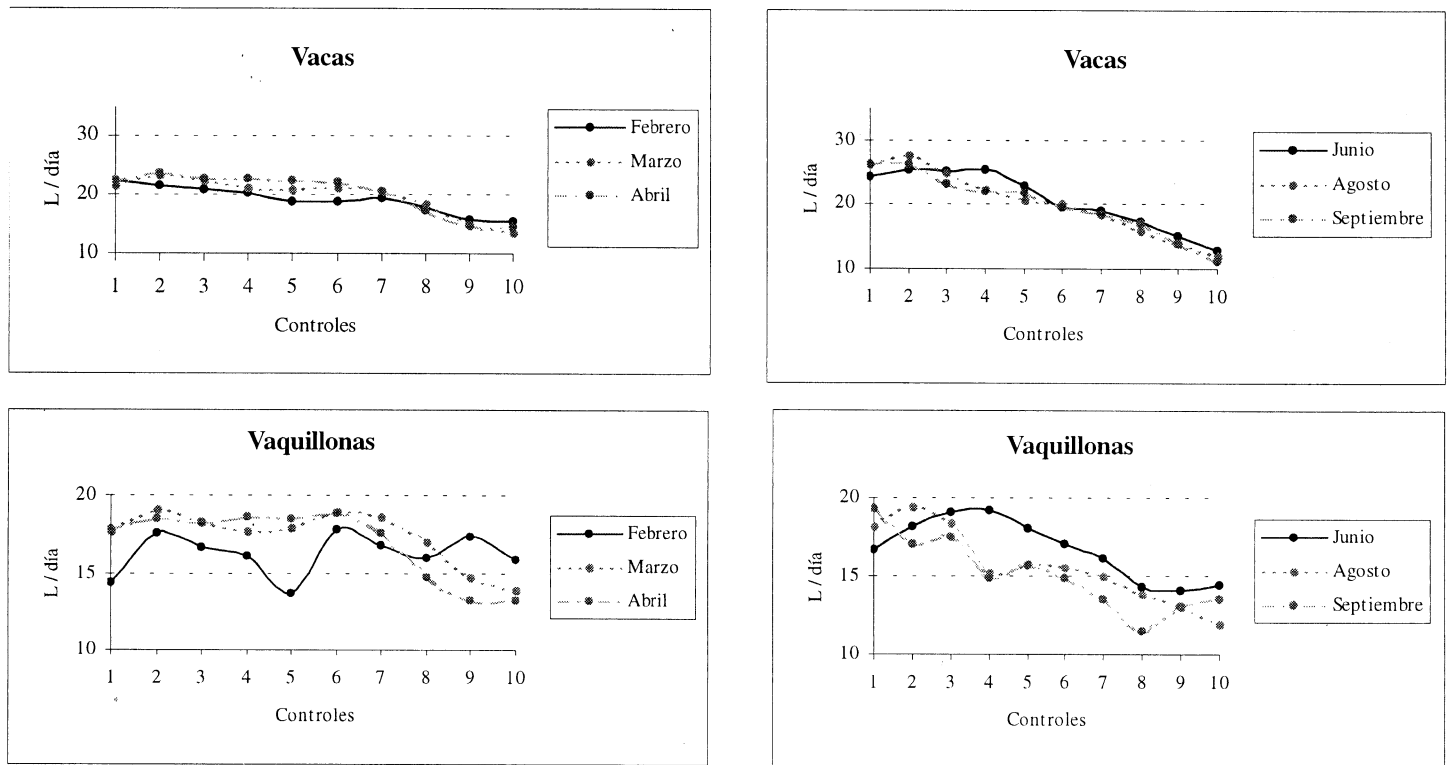 Vacas
L / día
30
20
10
1 2 3 4 5 6 7 8 9 10
Controles
Febrero
Marzo
Abril
Vacas
L / día
30
20
10
1 2 3 4 5 6 7 8 9 10
Controles
Junio
Agosto
Septiembre
Vaquillonas
L / día
20
15
10
1 2 3 4 5 6 7 8 9 10
Controles
Febrero
Marzo
Abril
Vaquillonas
L / día
20
15
10
1 2 3 4 5 6 7 8 9 10
Controles
Junio
Agosto
Septiembre